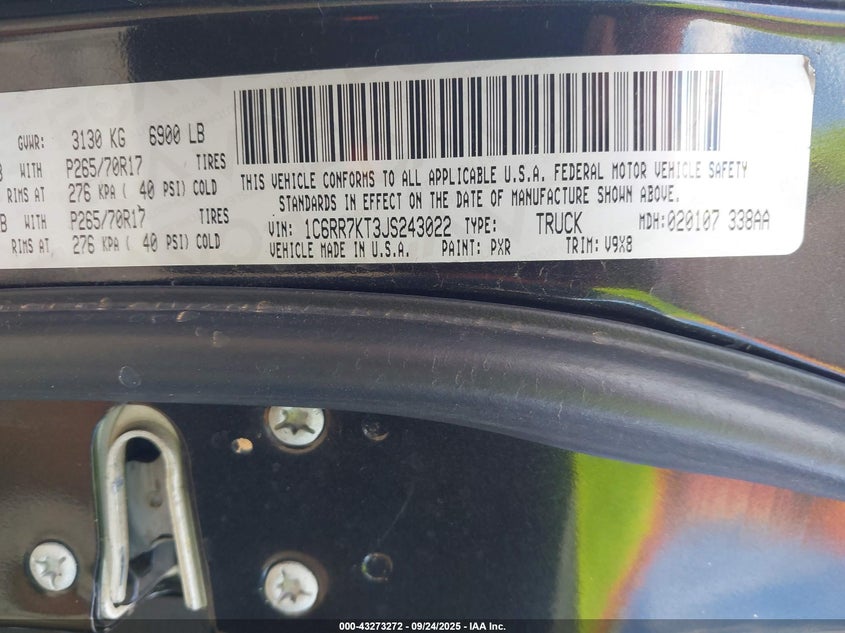 GVWR: 3130 KG 6900 LB
WITH P265/70R17 TIRES
RIMS AT 276 KPA ( 40 PSI) COLD
B WITH P265/70R17 TIRES
RIMS AT 276 KPA ( 40 PSI) COLD
THIS VEHICLE CONFORMS TO ALL APPLICABLE U.S.A. FEDERAL MOTOR VEHICLE SAFETY
STANDARDS IN EFFECT ON THE DATE OF MANUFACTURE SHOWN ABOVE.
VIN: 1C6RR7KT3JS243022 TYPE: TRUCK MDH:020107 338AA
VEHICLE MADE IN U.S.A. PAINT: PXR TRIM: V9X8
000-43273272 - 09/24/2025 - IAA Inc.